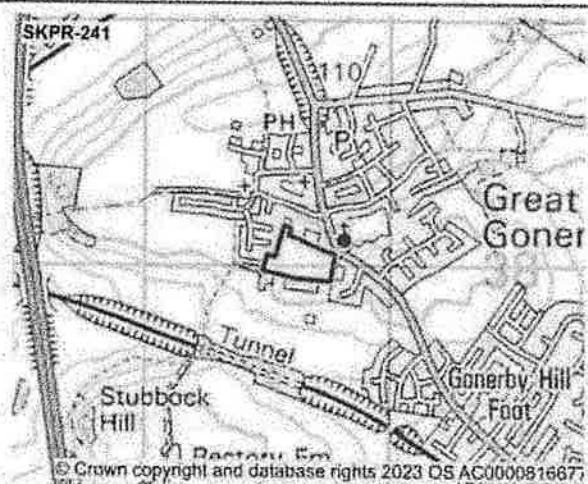 SKPR-241
110
PH
P
Great
Goner
38
Tunnel
Gonerby Hill
Foot
Stubbock
Hill
© Crown copyright and database rights 2023 OS AC0000816677